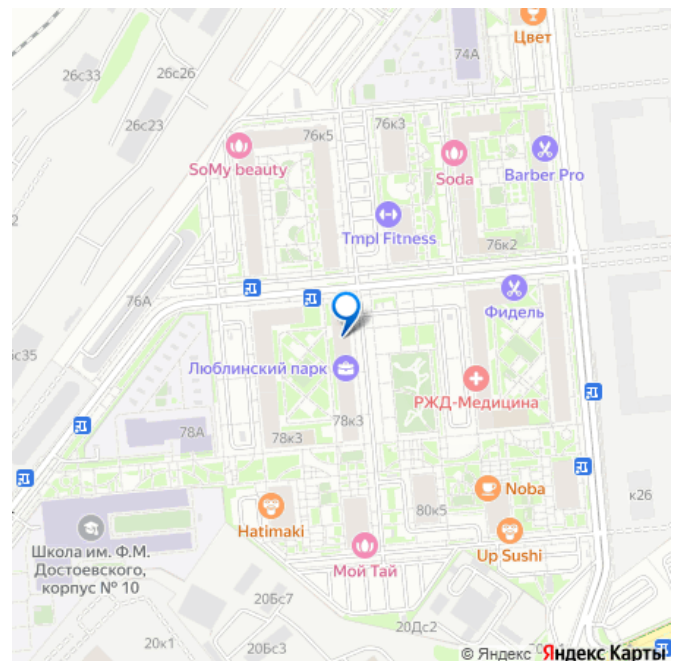 Цвет
74А
26с33
26с26
26с23
76к5
76к3
SoMy beauty
Soda
Barber Pro
Tmpl Fitness
76к2
76А
Фидель
с35
Люблинский парк
РЖД-Медицина
78А
78к3
78к3
Noba
к26
80к5
Hatimaki
Up Sushi
Школа им. Ф.М.
Достоевского,
корпус № 10
Мой Тай
20Бс7
20Дс2
20к1
20Бс3
© Яндекс Яндекс Карты